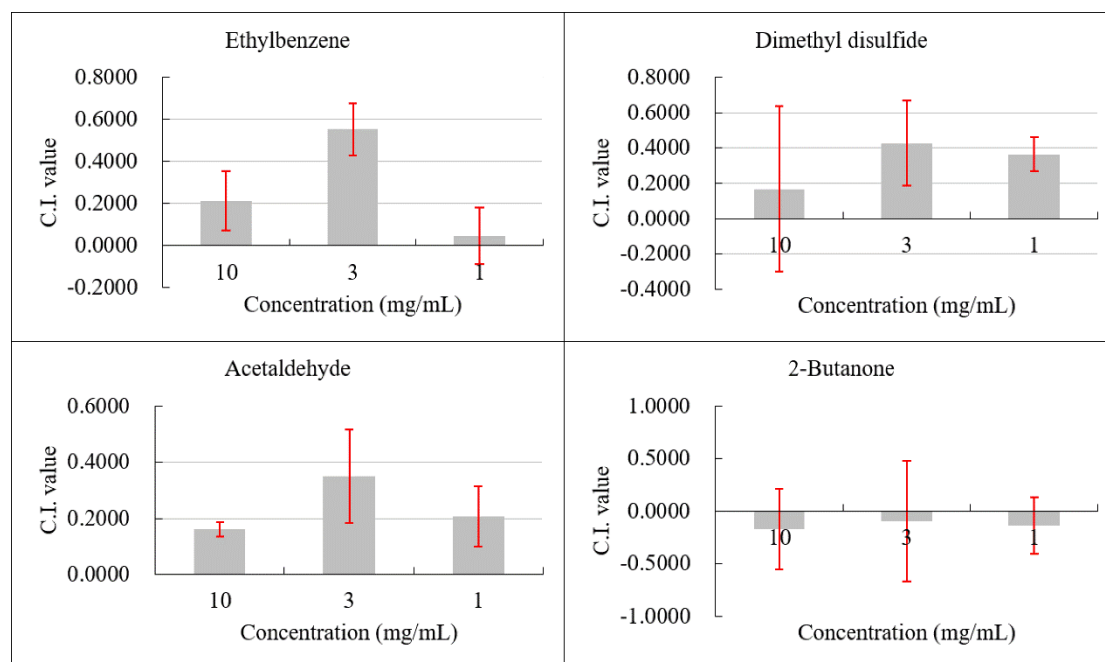 Ethylbenzene
0.8000
0.6000
0.4000
0.2000
0.0000
-0.2000
C.I. value
10 3 1
Concentration (mg/mL)
Dimethyl disulfide
0.8000
0.6000
0.4000
0.2000
0.0000
-0.2000
-0.4000
C.I. value
10 3 1
Concentration (mg/mL)
Acetaldehyde
0.6000
0.4000
0.2000
0.0000
C.I. value
10 3 1
Concentration (mg/mL)
2-Butanone
1.0000
0.5000
0.0000
-0.5000
-1.0000
C.I. value
10 3 1
Concentration (mg/mL)